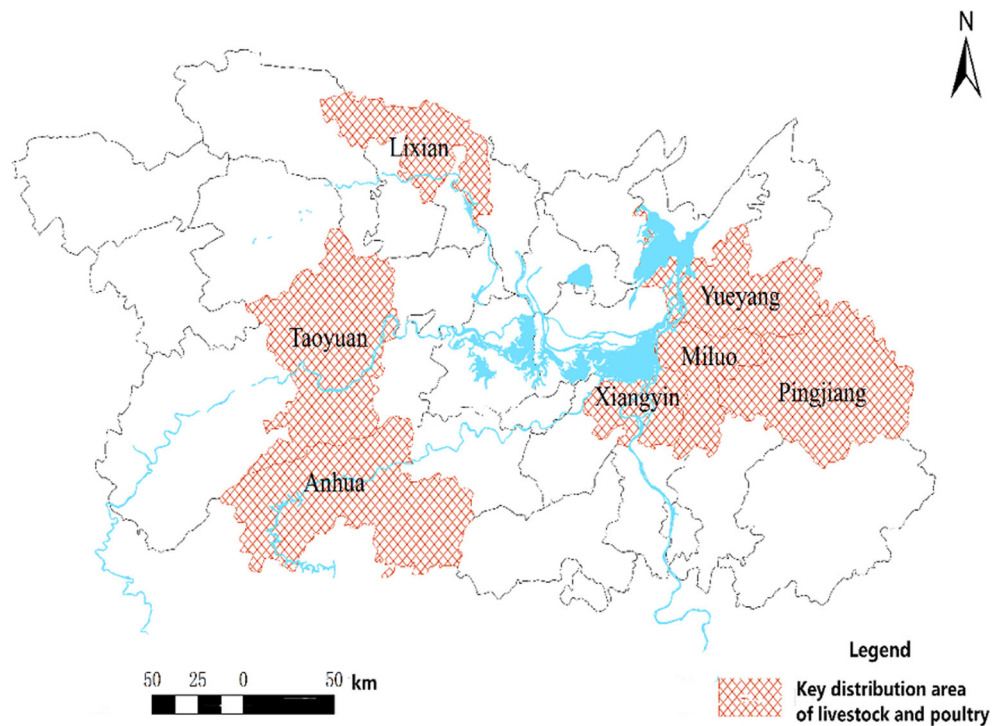 N
Lixian
Yueyang
Taoyuan
Miluo
Xiangyin
Pingjiang
Anhua
Legend
50 25 0 50 km
Key distribution area
of livestock and poultry